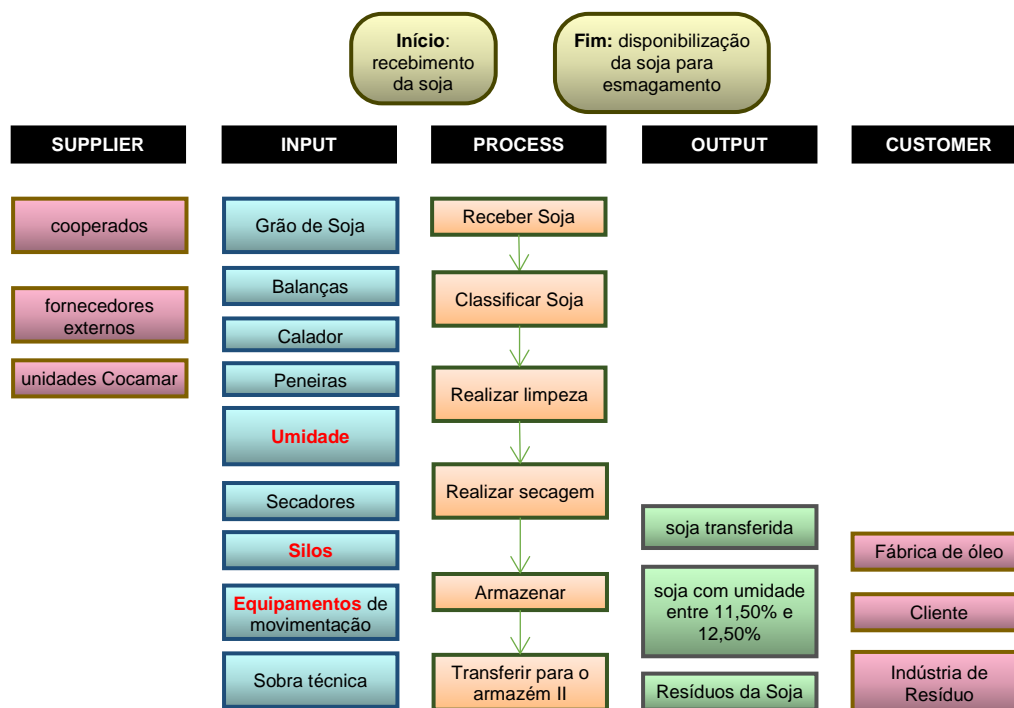 Início:
recebimento
da soja
Fim: disponibilização
da soja para
esmagamento
SUPPLIER
INPUT
PROCESS
OUTPUT
CUSTOMER
cooperados
fornecedores
externos
unidades Cocamar
Grão de Soja
Balanças
Calador
Peneiras
Umidade
Secadores
Silos
Equipamentos de
movimentação
Sobra técnica
Receber Soja
Classificar Soja
Realizar limpeza
Realizar secagem
Armazenar
Transferir para o
armazém II
soja transferida
soja com umidade
entre 11,50% e
12,50%
Resíduos da Soja
Fábrica de óleo
Cliente
Indústria de
Resíduo